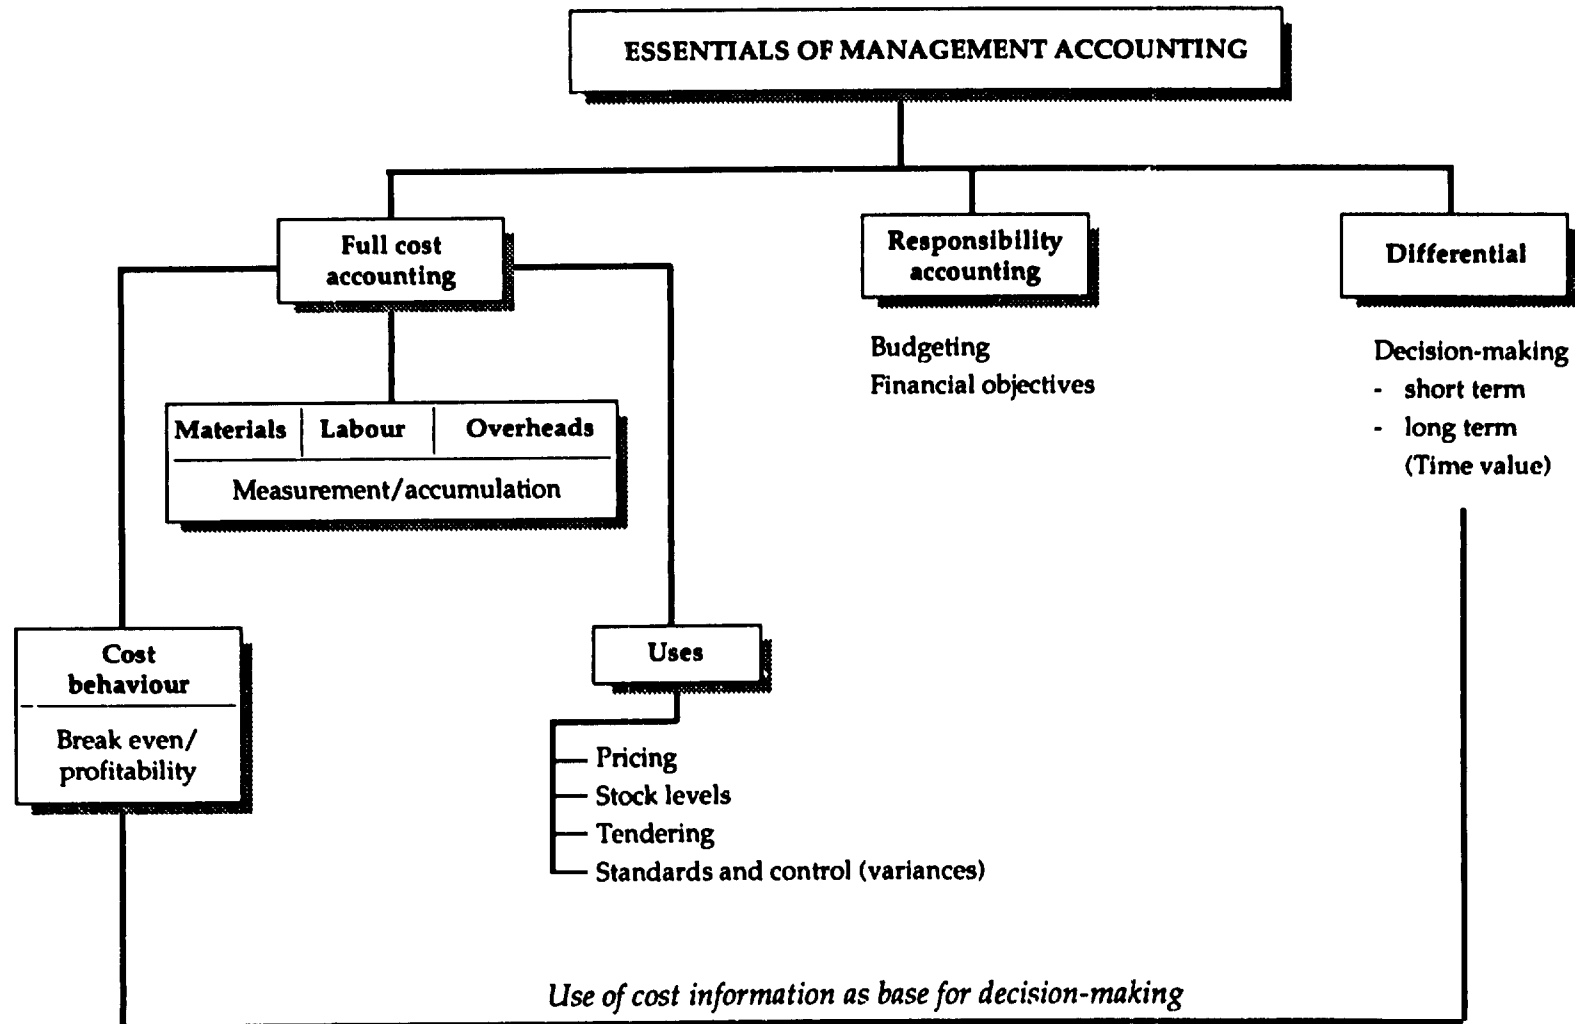 ESSENTIALS OF MANAGEMENT ACCOUNTING
Full cost
accounting
Responsibility
accounting
Differential
Budgeting
Financial objectives
Decision-making
- short term
- long term
(Time value)
Materials | Labour | Overheads
Measurement/accumulation
Cost
behaviour
Break even/
profitability
Uses
Pricing
Stock levels
Tendering
Standards and control (variances)
Use of cost information as base for decision-making